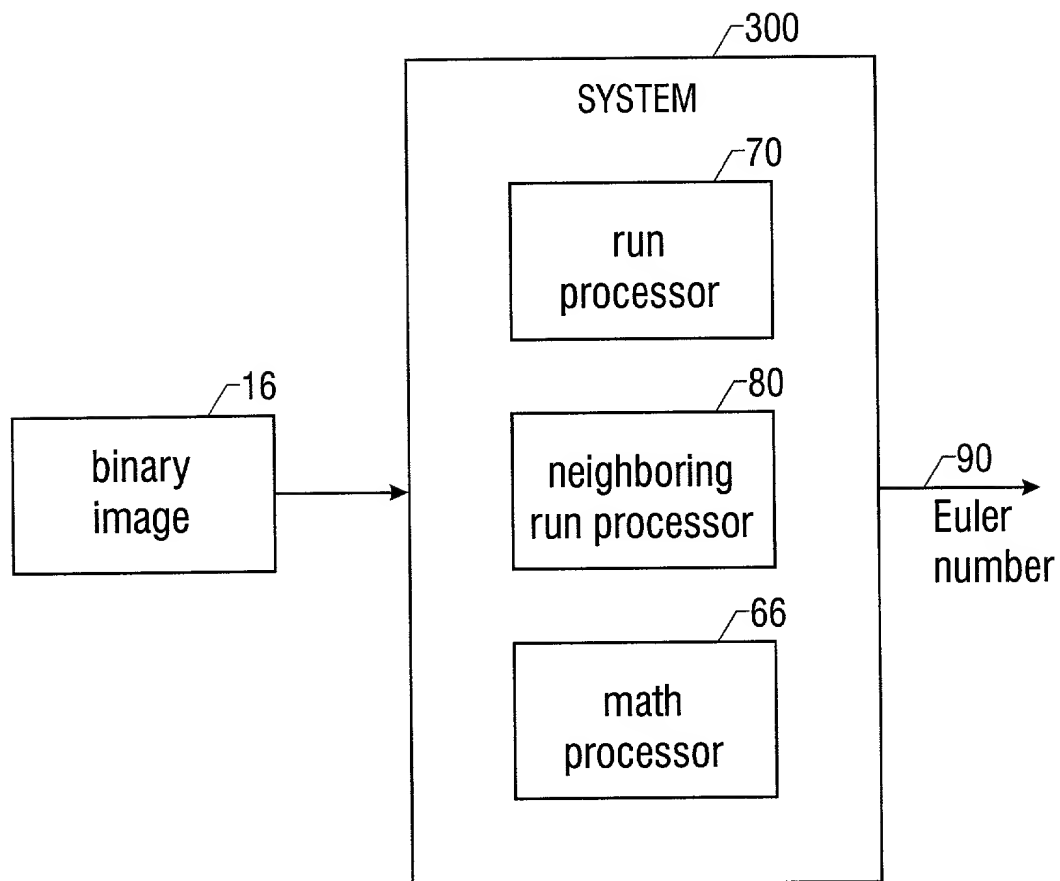 300
SYSTEM
70
run
processor
16
binary
image
80
neighboring
run processor
90
Euler
number
66
math
processor